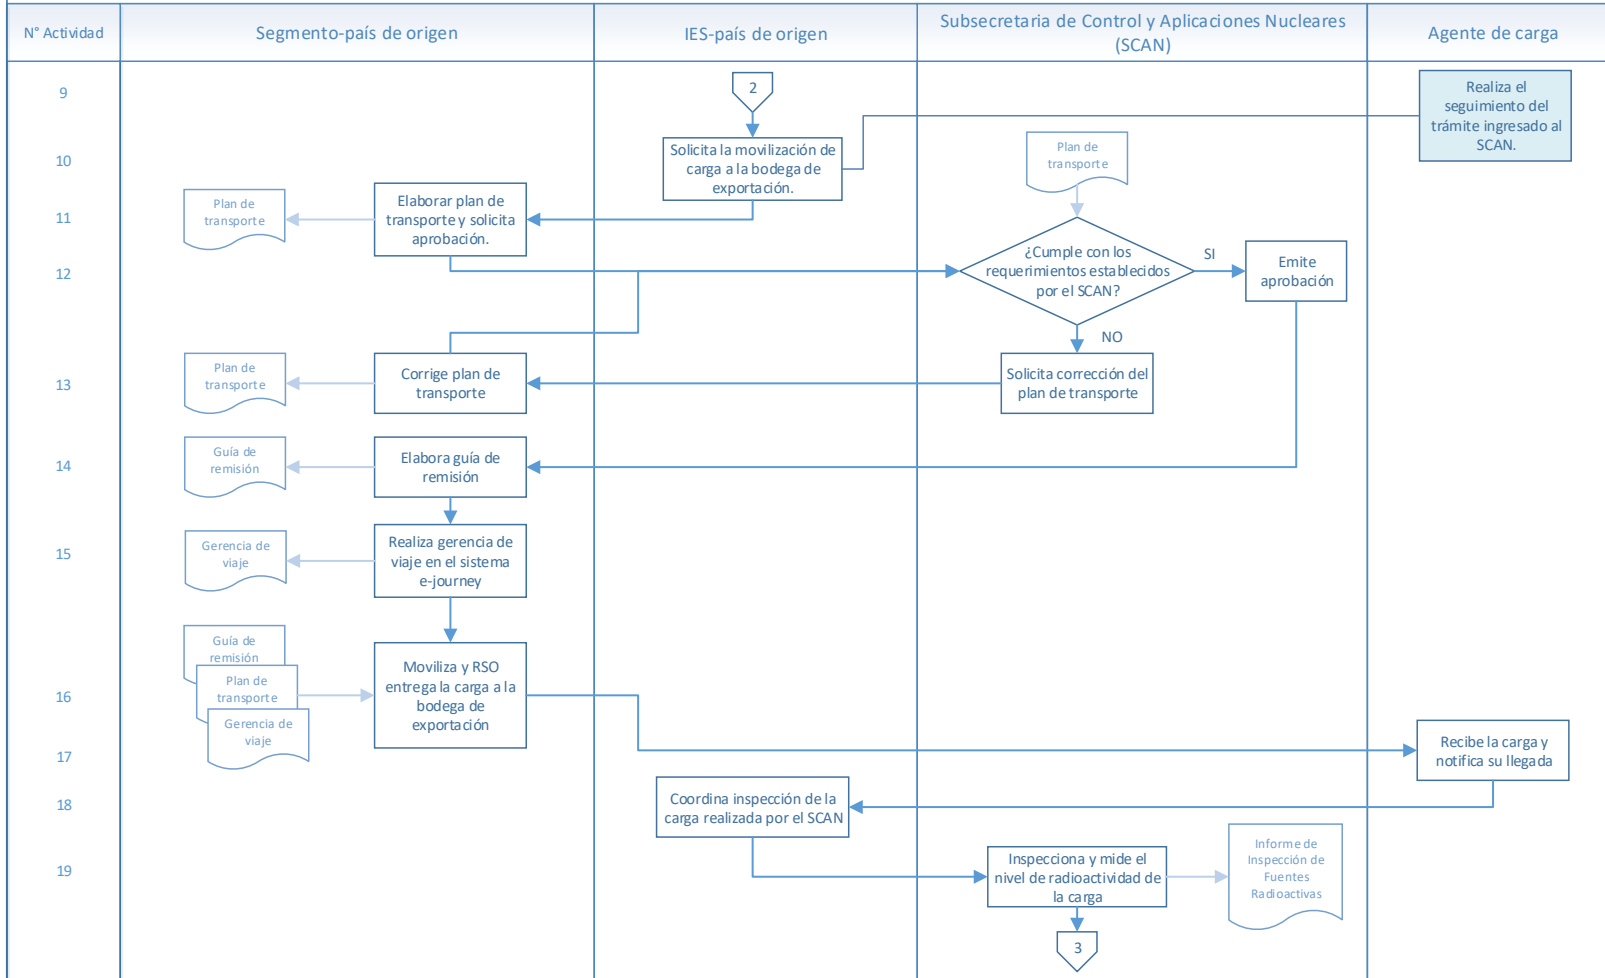 N° Actividad
Segmento-país de origen
IES-país de origen
Subsecretaria de Control y Aplicaciones Nucleares
(SCAN)
Agente de carga
9
2
Realiza el
seguimiento del
trámite ingresado al
SCAN.
10
Solicita la movilización de
carga a la bodega de
exportación.
Plan de
transporte
11
Plan de
transporte
Elaborar plan de
transporte y solicita
aprobación.
12
¿Cumple con los
requerimientos establecidos
por el SCAN?
SI
Emite
aprobación
NO
13
Plan de
transporte
Corrige plan de
transporte
Solicita corrección del
plan de transporte
14
Guía de
remisión
Elabora guía de
remisión
15
Gerencia de
viaje
Realiza gerencia de
viaje en el sistema
e-journey
16
Guía de
remisión
Plan de
transporte
Gerencia de
viaje
Moviliza y RSO
entrega la carga a la
bodega de
exportación
17
Recibe la carga y
notifica su llegada
18
Coordina inspección de la
carga realizada por el SCAN
19
Inspecciona y mide el
nivel de radioactividad de
la carga
Informe de
Inspección de
Fuentes
Radioactivas
3